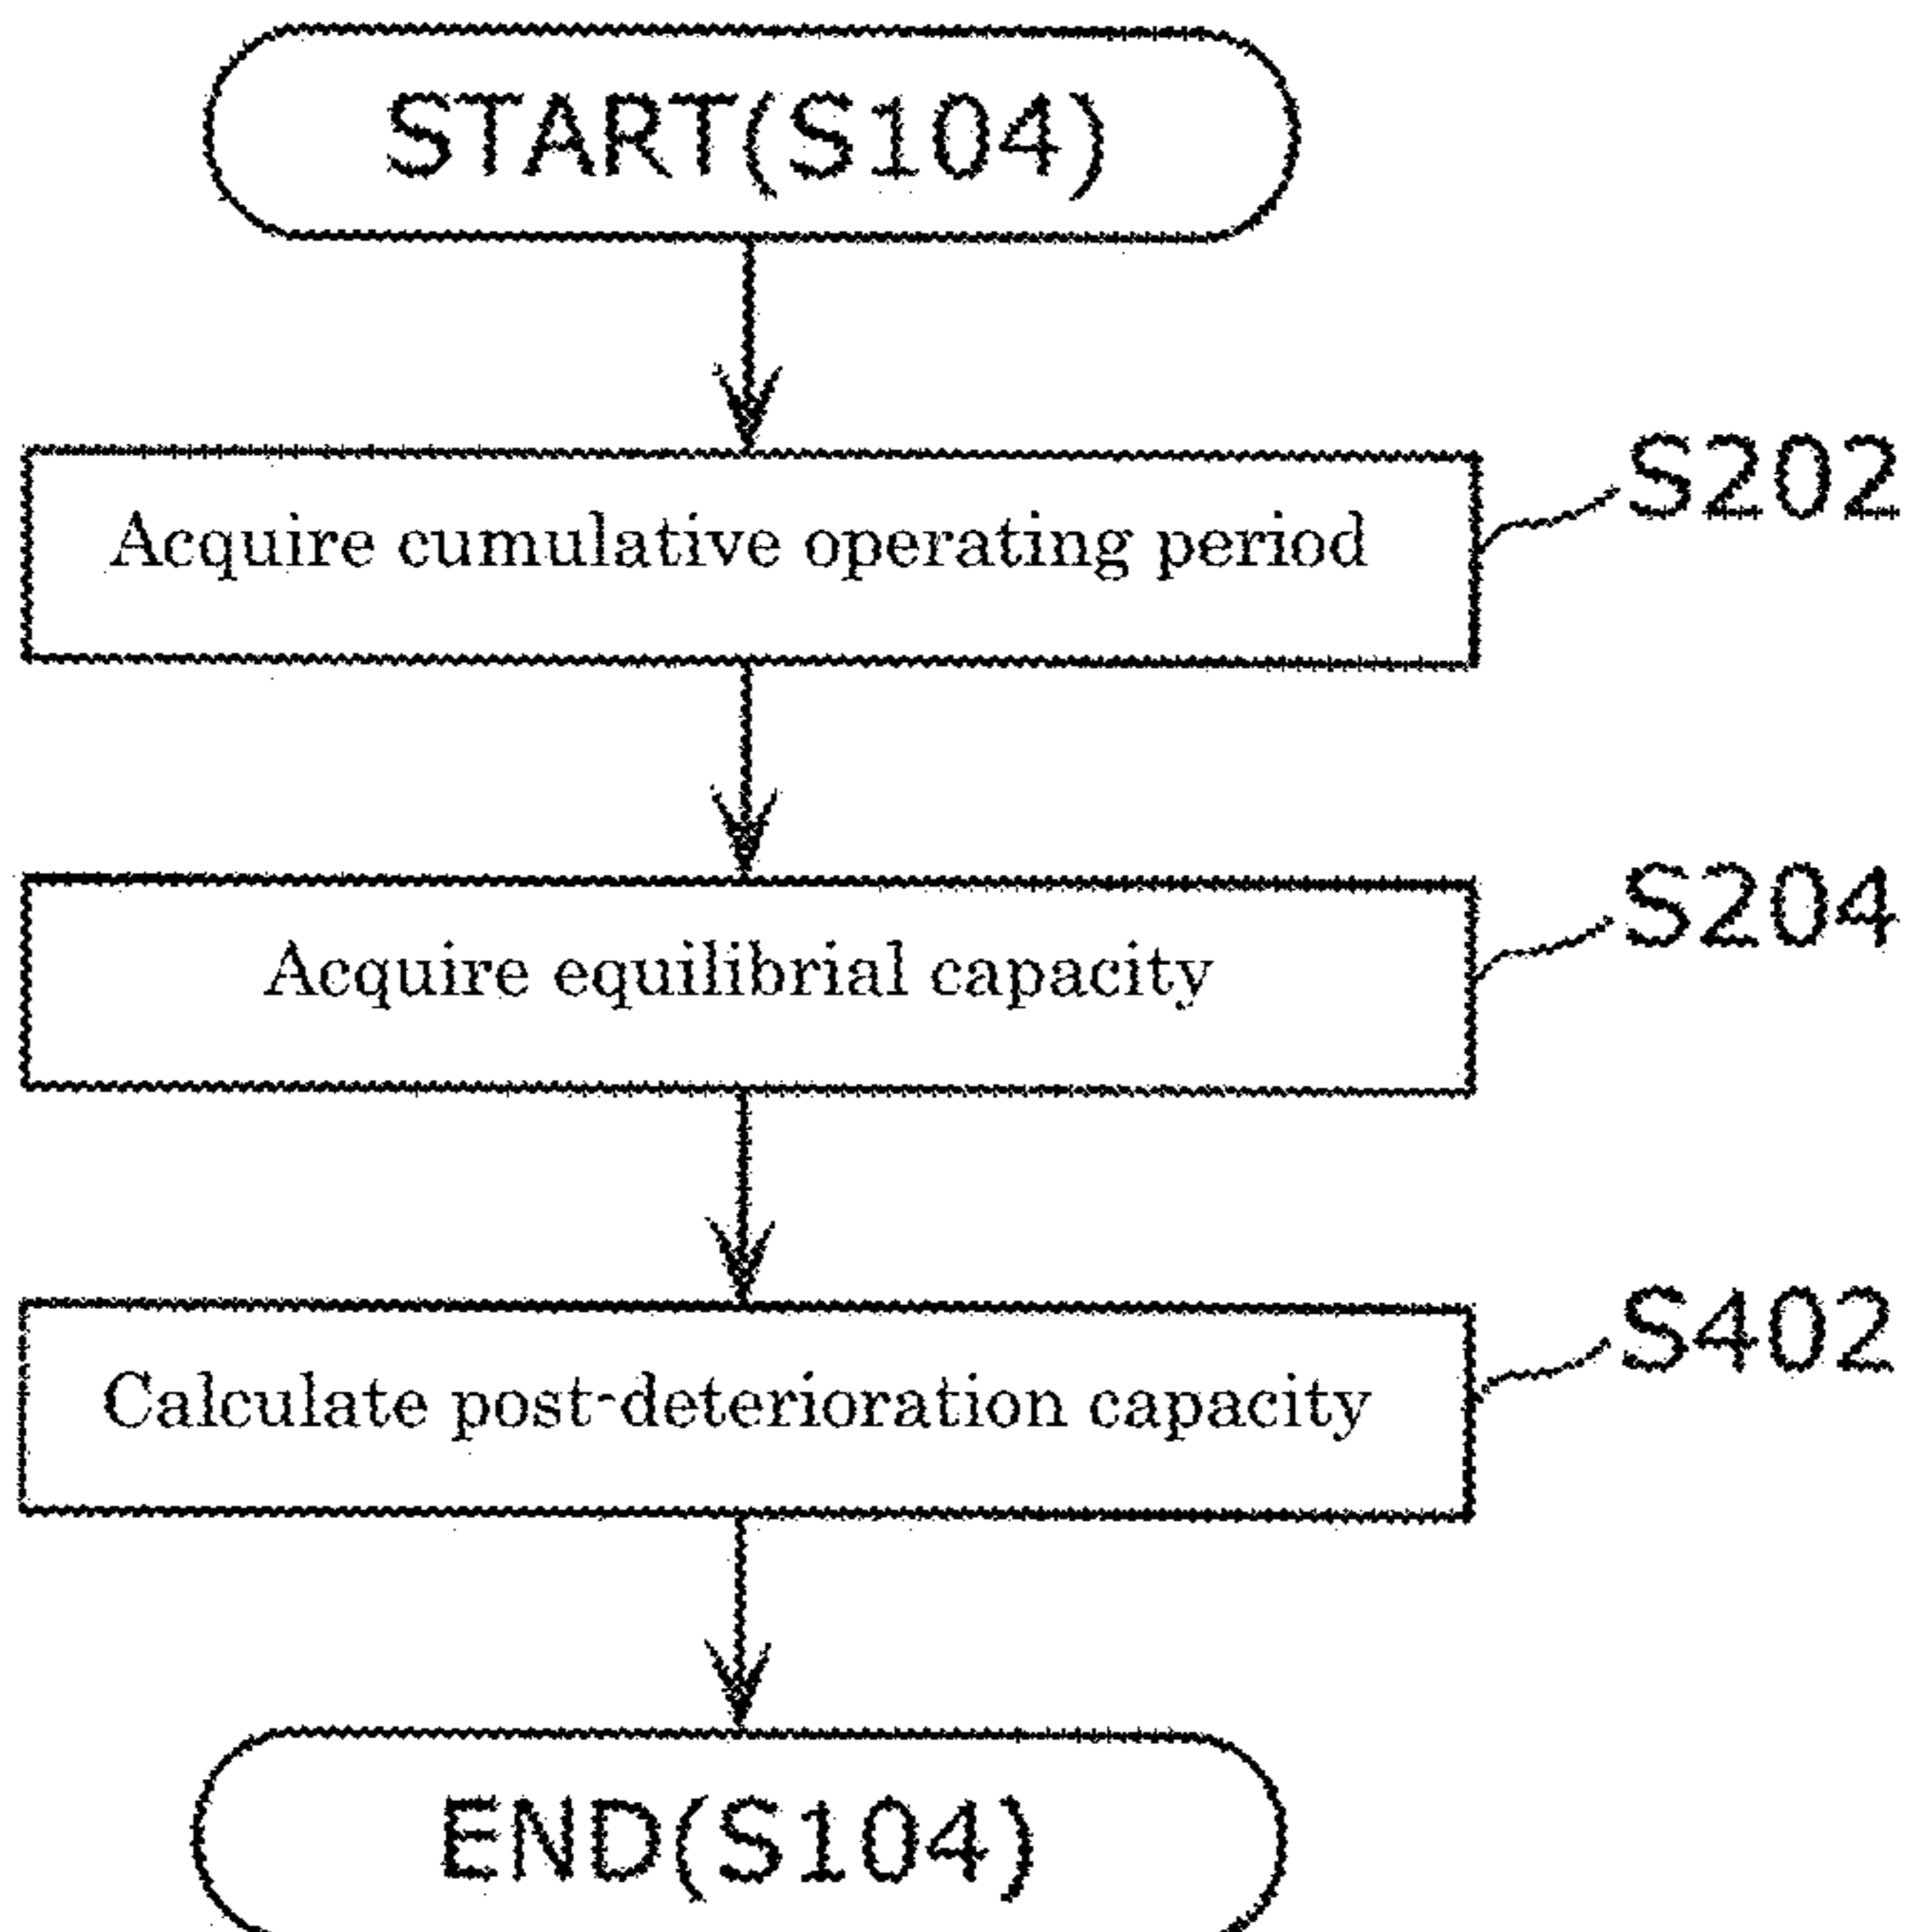 START(S104)
Acquire cumulative operating period
S202
Acquire equilibrial capacity
S204
Calculate post-deterioration capacity
S402
END(S104)